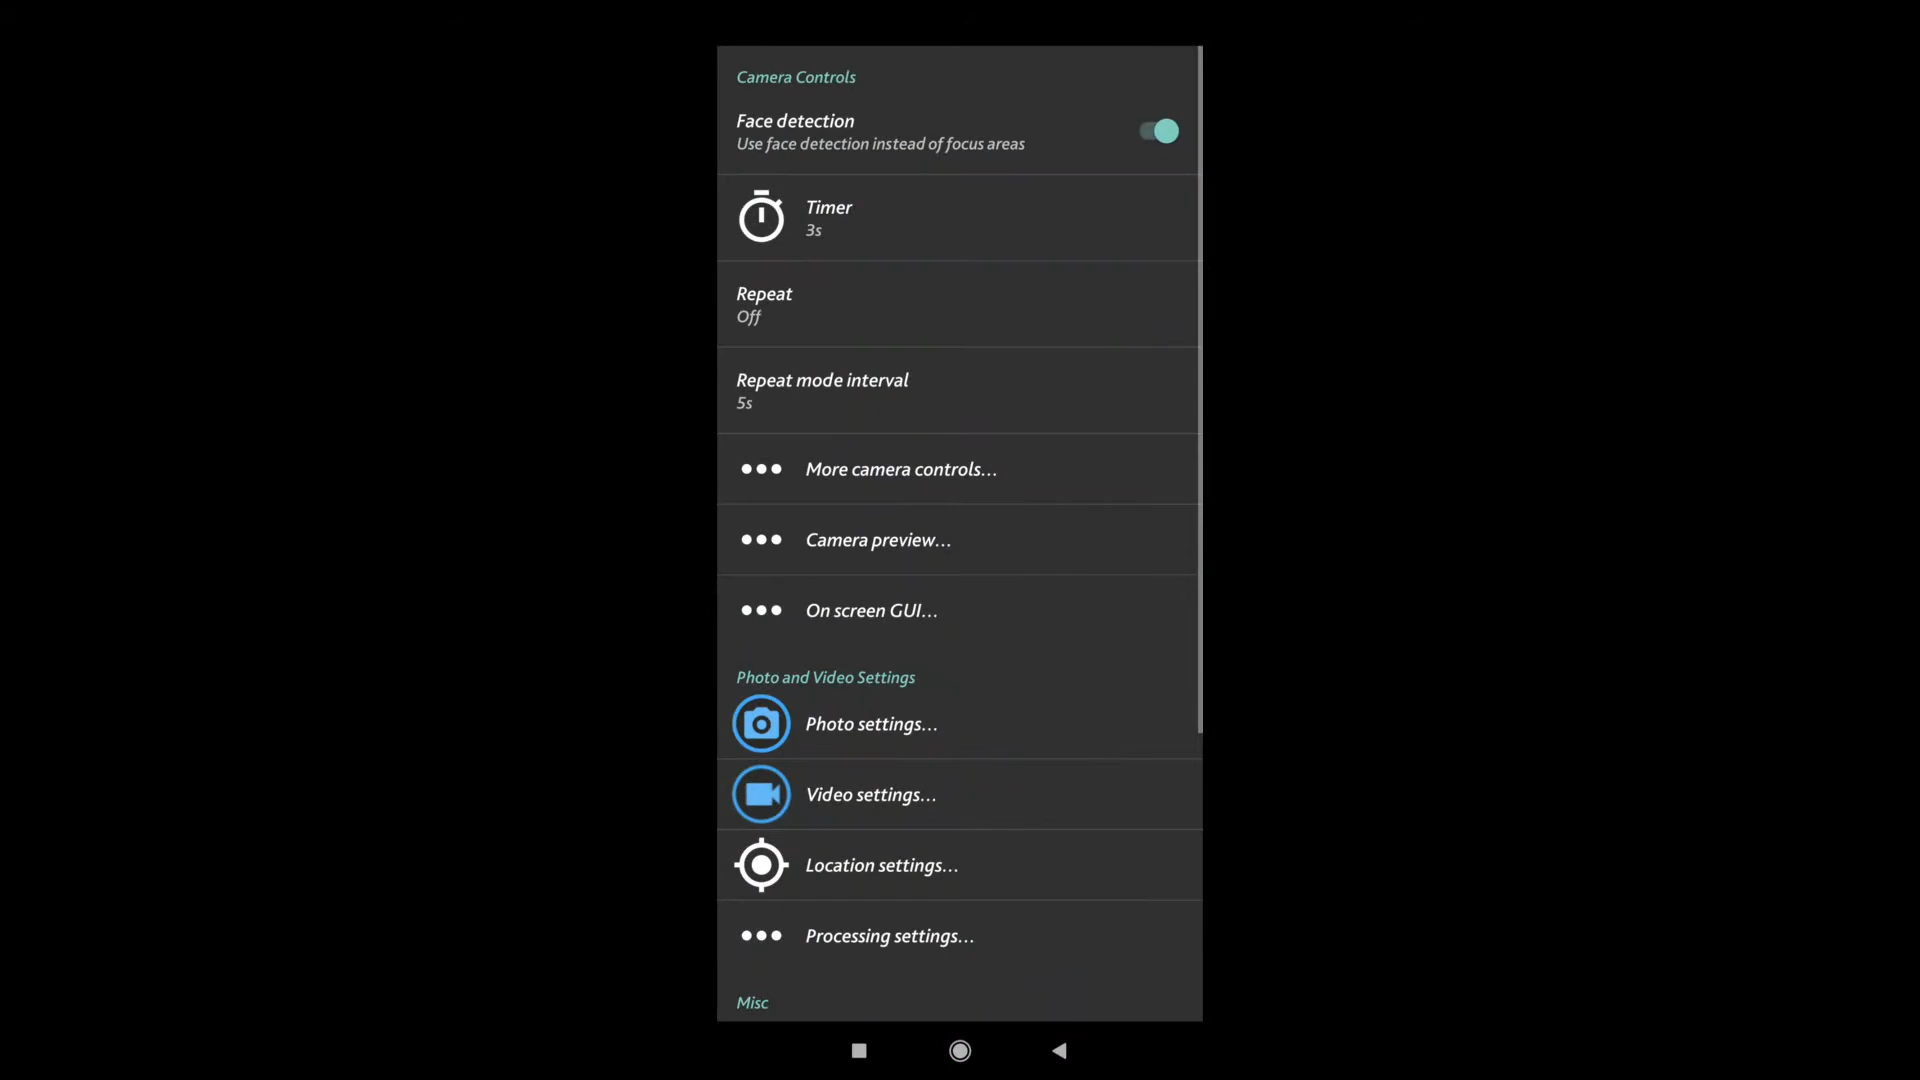 Camera Controls
Face detection
Use face detection instead of focus areas
Timer
3s
Repeat
Off
Repeat mode interval
5s
More camera controls...
Camera preview...
On screen GUI...
Photo and Video Settings
Photo settings...
Video settings...
Location settings...
Processing settings...
Misc